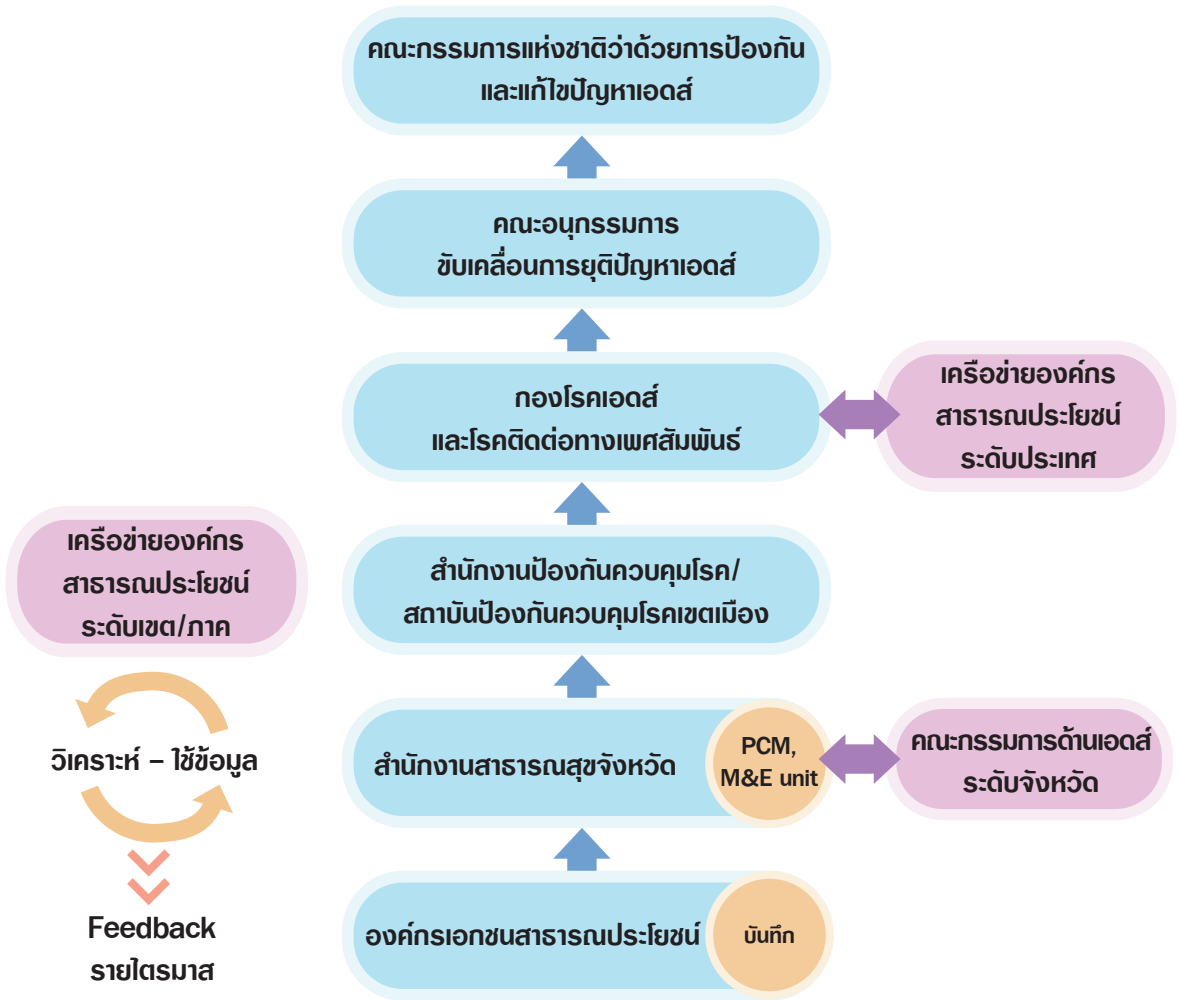 คณะกรรมการแห่งชาติว่าด้วยการป้องกัน
และแก้ไขปัญหาเอดส์
คณะอนุกรรมการ
ขับเคลื่อนการยุติปัญหาเอดส์
กองโรคเอดส์
และโรคติดต่อทางเพศสัมพันธ์
เครือข่ายองค์กร
สาธารณประโยชน์
ระดับประเทศ
เครือข่ายองค์กร
สาธารณประโยชน์
ระดับเขต/ภาค
สำนักงานป้องกันควบคุมโรค/
สถาบันป้องกันควบคุมโรคเขตเมือง
วิเคราะห์ – ใช้ข้อมูล
สำนักงานสาธารณสุขจังหวัด
PCM,
M&E unit
คณะกรรมการด้านเอดส์
ระดับจังหวัด
Feedback
รายไตรมาส
องค์กรเอกชนสาธารณประโยชน์
บันทึก